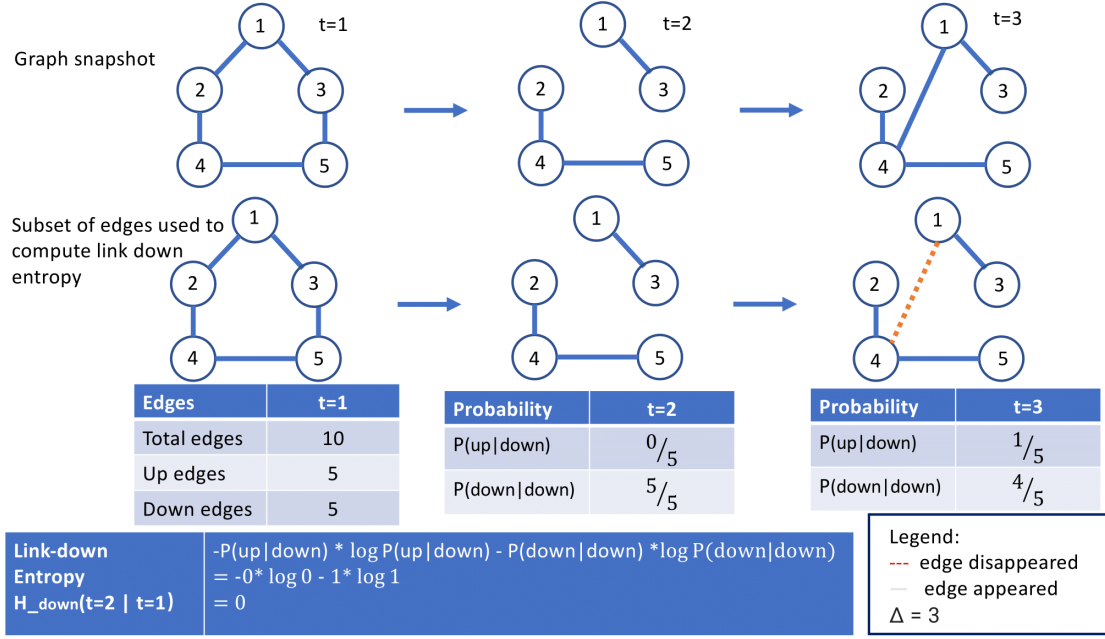 1 t=1
t=2
1
1 t=3
Graph snapshot
2 3
2 3
2 3
4 5
4 5
4 5
Subset of edges used to
compute link down
entropy
1
1
1
2 3
2 3
2 3
4 5
4 5
4 5
Edges t=1
Total edges 10
Up edges 5
Down edges 5
Probability t=2
P(up|down) 0/5
P(down|down) 5/5
Probability t=3
P(up|down) 1/5
P(down|down) 4/5
Link-down -P(up|down) * log P(up|down) - P(down|down) *log P(down|down)
Entropy = -0* log 0 - 1* log 1
H_down(t=2 | t=1) = 0
Legend:
edge disappeared
edge appeared
Δ = 3